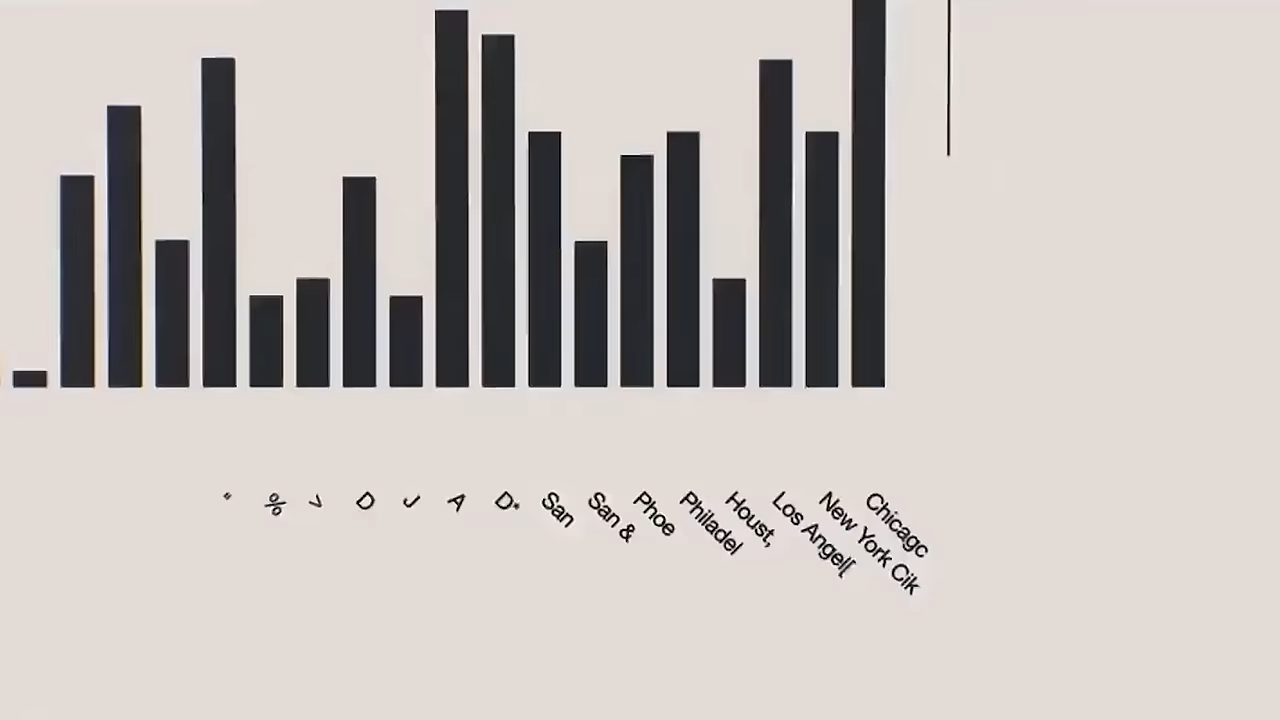 "
%
>
D
J
A
D*
San
San &
Phoe
Philadel
Houst,
Los Angel[
New York Cik
Chicagc